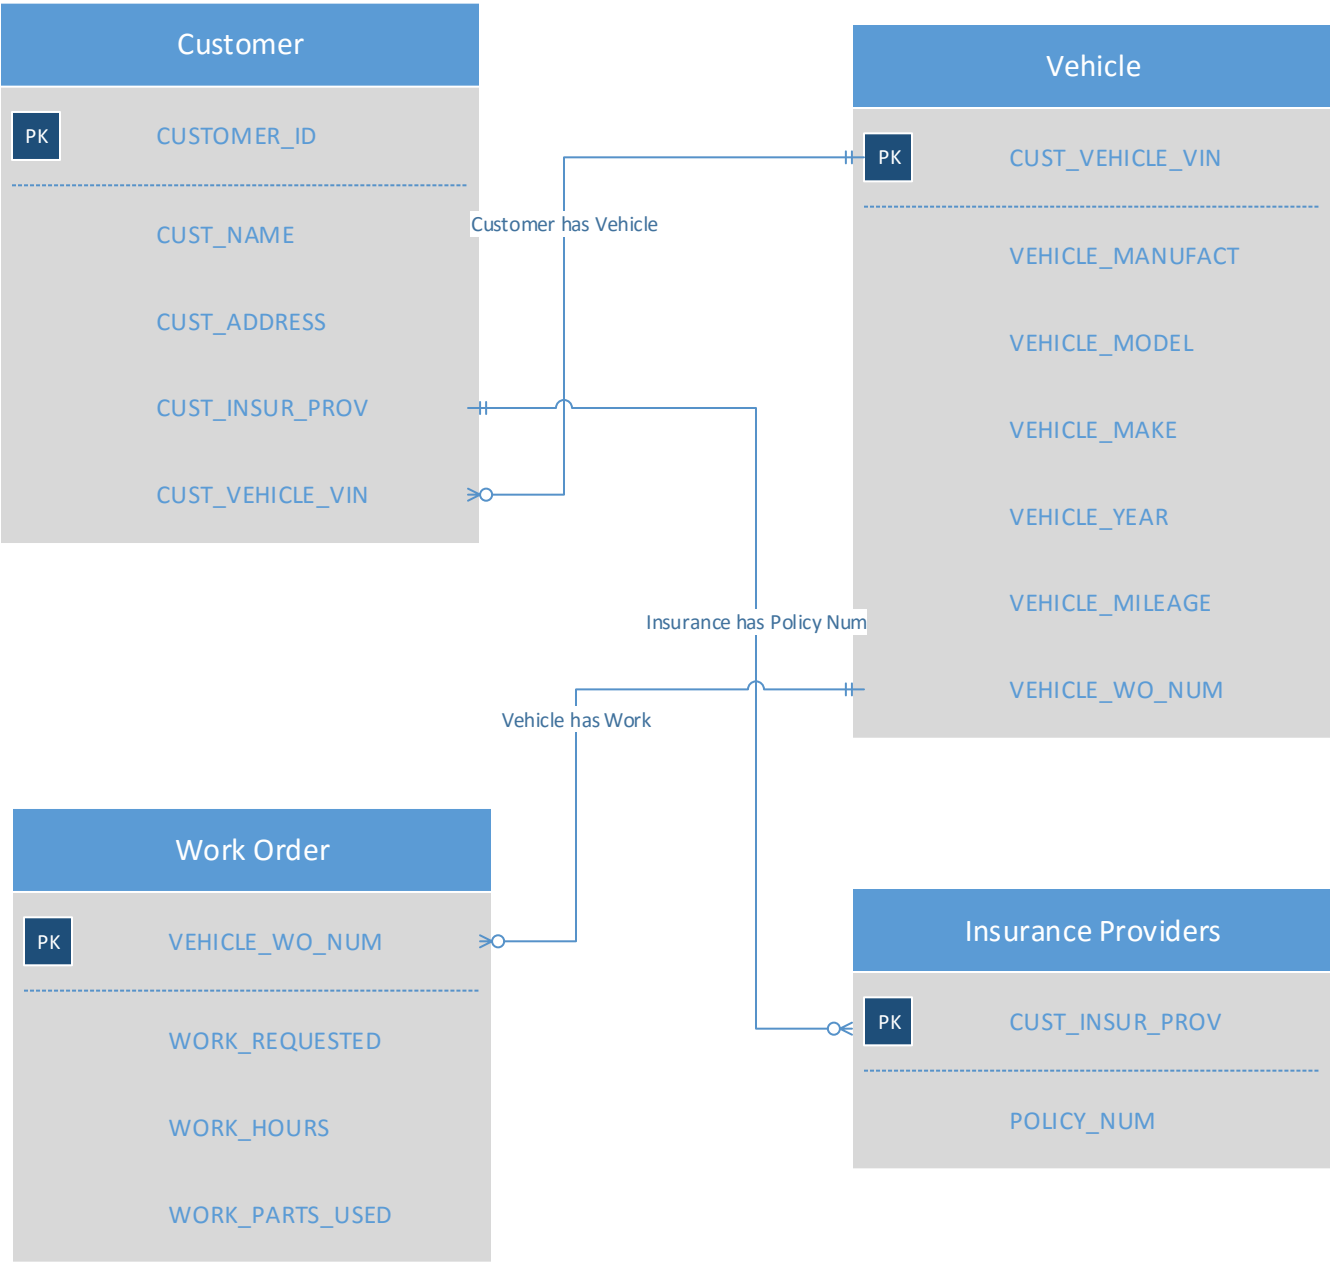 Customer
PK
CUSTOMER_ID
CUST_NAME
CUST_ADDRESS
CUST_INSUR_PROV
CUST_VEHICLE_VIN
Customer has Vehicle
Vehicle
PK
CUST_VEHICLE_VIN
VEHICLE_MANUFACT
VEHICLE_MODEL
VEHICLE_MAKE
VEHICLE_YEAR
VEHICLE_MILEAGE
VEHICLE_WO_NUM
Insurance has Policy Num
Vehicle has Work
Work Order
PK
VEHICLE_WO_NUM
WORK_REQUESTED
WORK_HOURS
WORK_PARTS_USED
Insurance Providers
PK
CUST_INSUR_PROV
POLICY_NUM